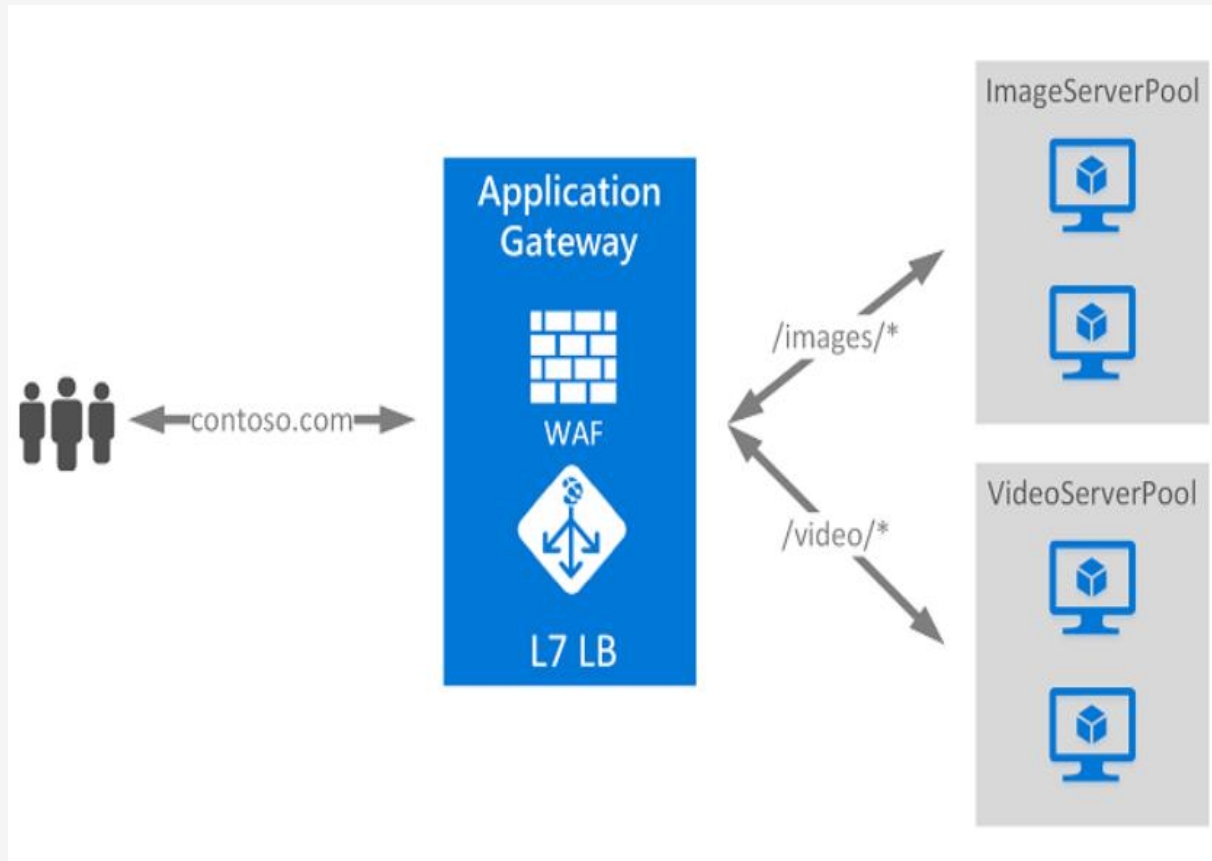 ImageServerPool
Application
Gateway
/images/*
WAF
contoso.com
VideoServerPool
/video/*
L7 LB